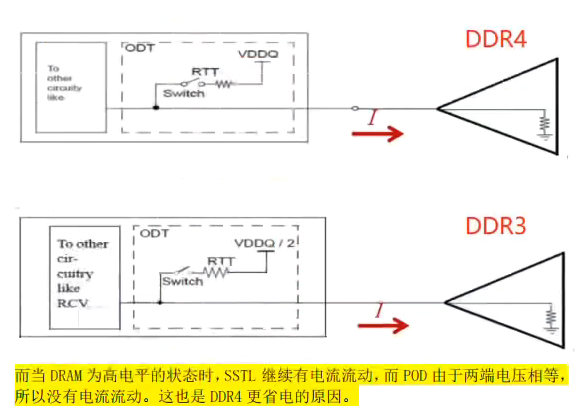 DDR4
ODT
VDDQ
To
other
circuity
like
RTT
Switch
I
DDR3
ODT
VDDQ / 2
To other
cir-
cuitry
like
RCV.
RTT
Switch
I
而当 DRAM 为高电平的状态时，SSTL 继续有电流流动，而 POD 由于两端电压相等，
所以没有电流流动。这也是 DDR4 更省电的原因。